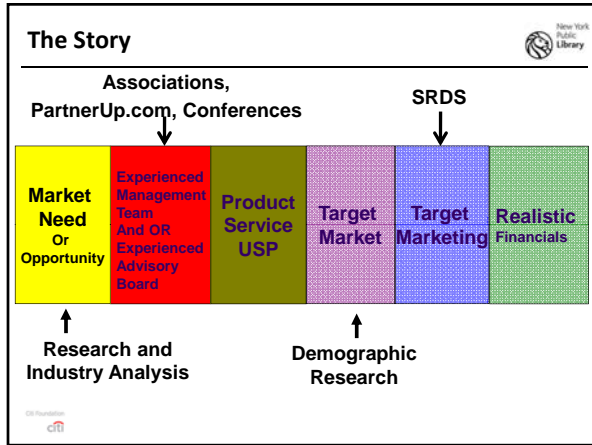 The Story
New York
Public
Library
Associations,
PartnerUp.com, Conferences
SRDS
Market
Need
Or
Opportunity
Experienced
Management
Team
And OR
Experienced
Advisory
Board
Product
Service
USP
Target
Market
Target
Marketing
Realistic
Financials
Research and
Industry Analysis
Demographic
Research
Citi Foundation
citi